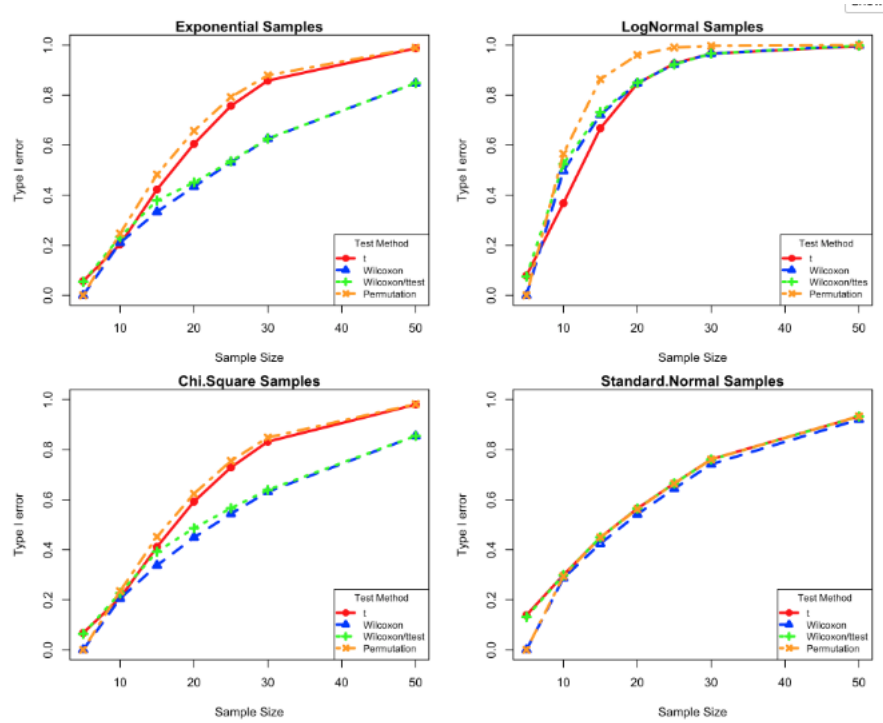 Exponential Samples
Type I error
1.0
0.8
0.6
0.4
0.2
0.0
Test Method
t
Wilcoxon
Wilcoxon/ttest
Permutation
10 20 30 40 50
Sample Size
LogNormal Samples
Type I error
1.0
0.8
0.6
0.4
0.2
0.0
Test Method
t
Wilcoxon
Wilcoxon/ttes
Permutation
10 20 30 40 50
Sample Size
Chi.Square Samples
Type I error
1.0
0.8
0.6
0.4
0.2
0.0
Test Method
t
Wilcoxon
Wilcoxon/ttest
Permutation
10 20 30 40 50
Sample Size
Standard.Normal Samples
Type I error
1.0
0.8
0.6
0.4
0.2
0.0
Test Method
t
Wilcoxon
Wilcoxon/ttest
Permutation
10 20 30 40 50
Sample Size